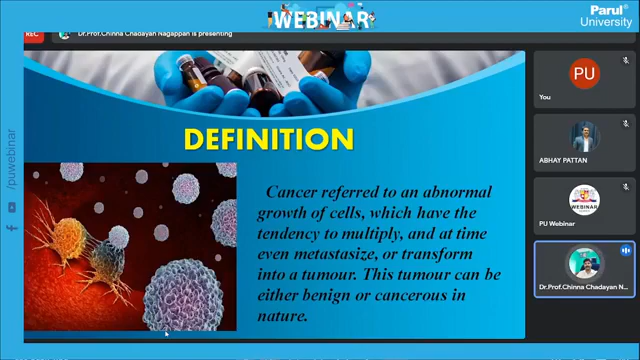 WEBINAR
Parul®
University
REC
Dr.Prof.Chinna Chadayan Nagappan is presenting
/puwebinar
DEFINITION
Cancer referred to an abnormal
growth of cells, which have the
tendency to multiply, and at time
even metastasize, or transform
into a tumour. This tumour can be
either benign or cancerous in
nature.
PU
You
ABHAY PATTAN
WEBINAR
PU Webinar
Dr.Prof.Chinna Chadayan N...